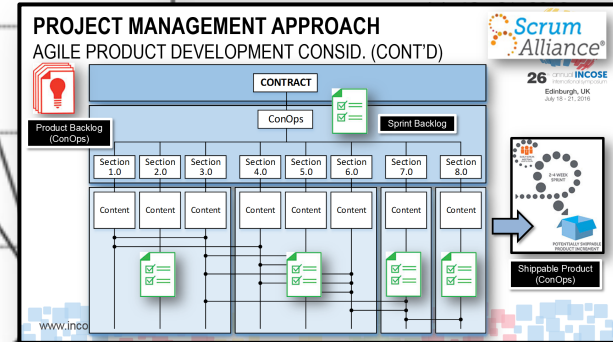 PROJECT MANAGEMENT APPROACH
AGILE PRODUCT DEVELOPMENT CONSID. (CONT'D)
Scrum
Alliance®
26 annual INCOSE
international symposium
Edinburgh, UK
July 18 - 21, 2016
Product Backlog
(ConOps)
CONTRACT
ConOps
Sprint Backlog
Section
1.0
Section
2.0
Section
3.0
Section
4.0
Section
5.0
Section
6.0
Section
7.0
Section
8.0
Content
Content
Content
Content
Content
Content
Content
Content
2-4 WEEK
SPRINT
POTENTIALLY SHIPPABLE
PRODUCT INCREMENT
Shippable Product
(ConOps)
www.inco